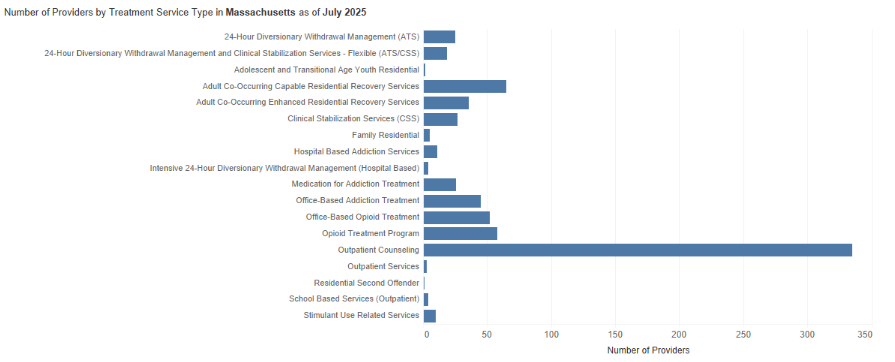 Number of Providers by Treatment Service Type in Massachusetts as of July 2025
24-Hour Diversionary Withdrawal Management (ATS)
24-Hour Diversionary Withdrawal Management and Clinical Stabilization Services - Flexible (ATS/CSS)
Adolescent and Transitional Age Youth Residential
Adult Co-Occurring Capable Residential Recovery Services
Adult Co-Occurring Enhanced Residential Recovery Services
Clinical Stabilization Services (CSS)
Family Residential
Hospital Based Addiction Services
Intensive 24-Hour Diversionary Withdrawal Management (Hospital Based)
Medication for Addiction Treatment
Office-Based Addiction Treatment
Office-Based Opioid Treatment
Opioid Treatment Program
Outpatient Counseling
Outpatient Services
Residential Second Offender
School Based Services (Outpatient)
Stimulant Use Related Services
0 50 100 150 200 250 300 350
Number of Providers